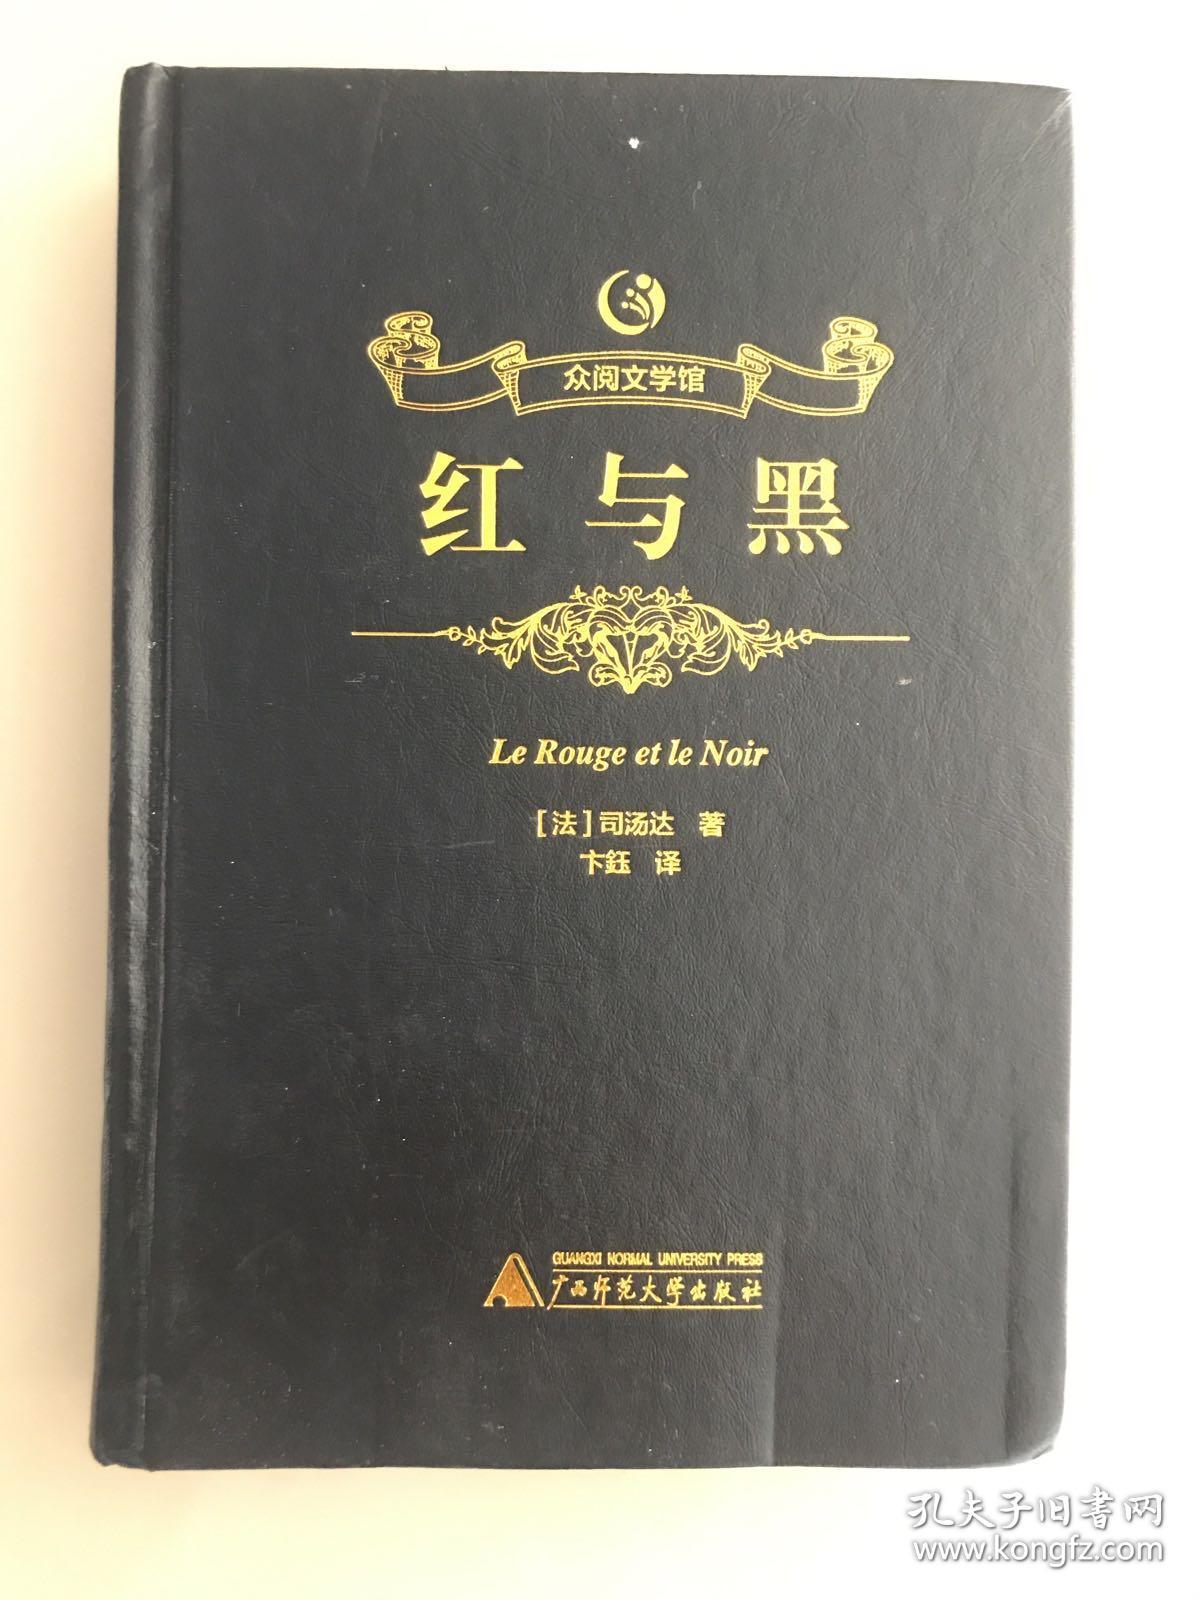 众阅文学馆
红与黑
Le Rouge et le Noir
[法]司汤达 著
卞鈺 译
GUANGXI NORMAL UNIVERSITY PRESS
广西师范大学出版社
孔夫子旧书网
www.kongfz.com